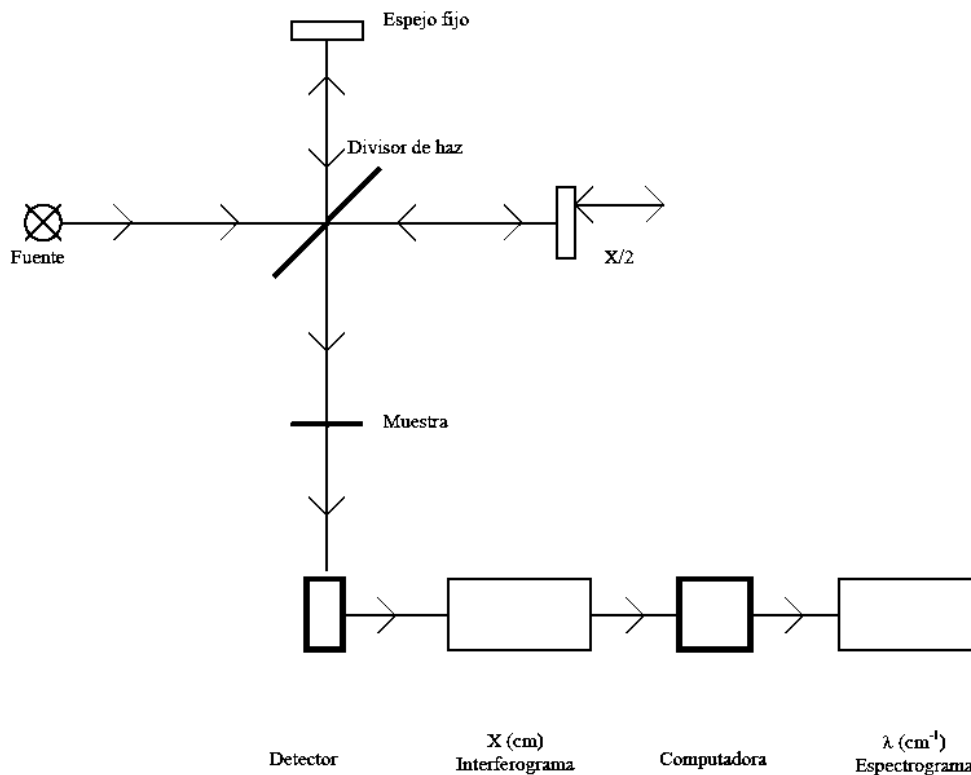 Espejo fijo
Divisor de haz
Fuente
X/2
Muestra
Detector
X (cm)
Interferograma
Computadora
λ (cm⁻¹)
Espectrograma